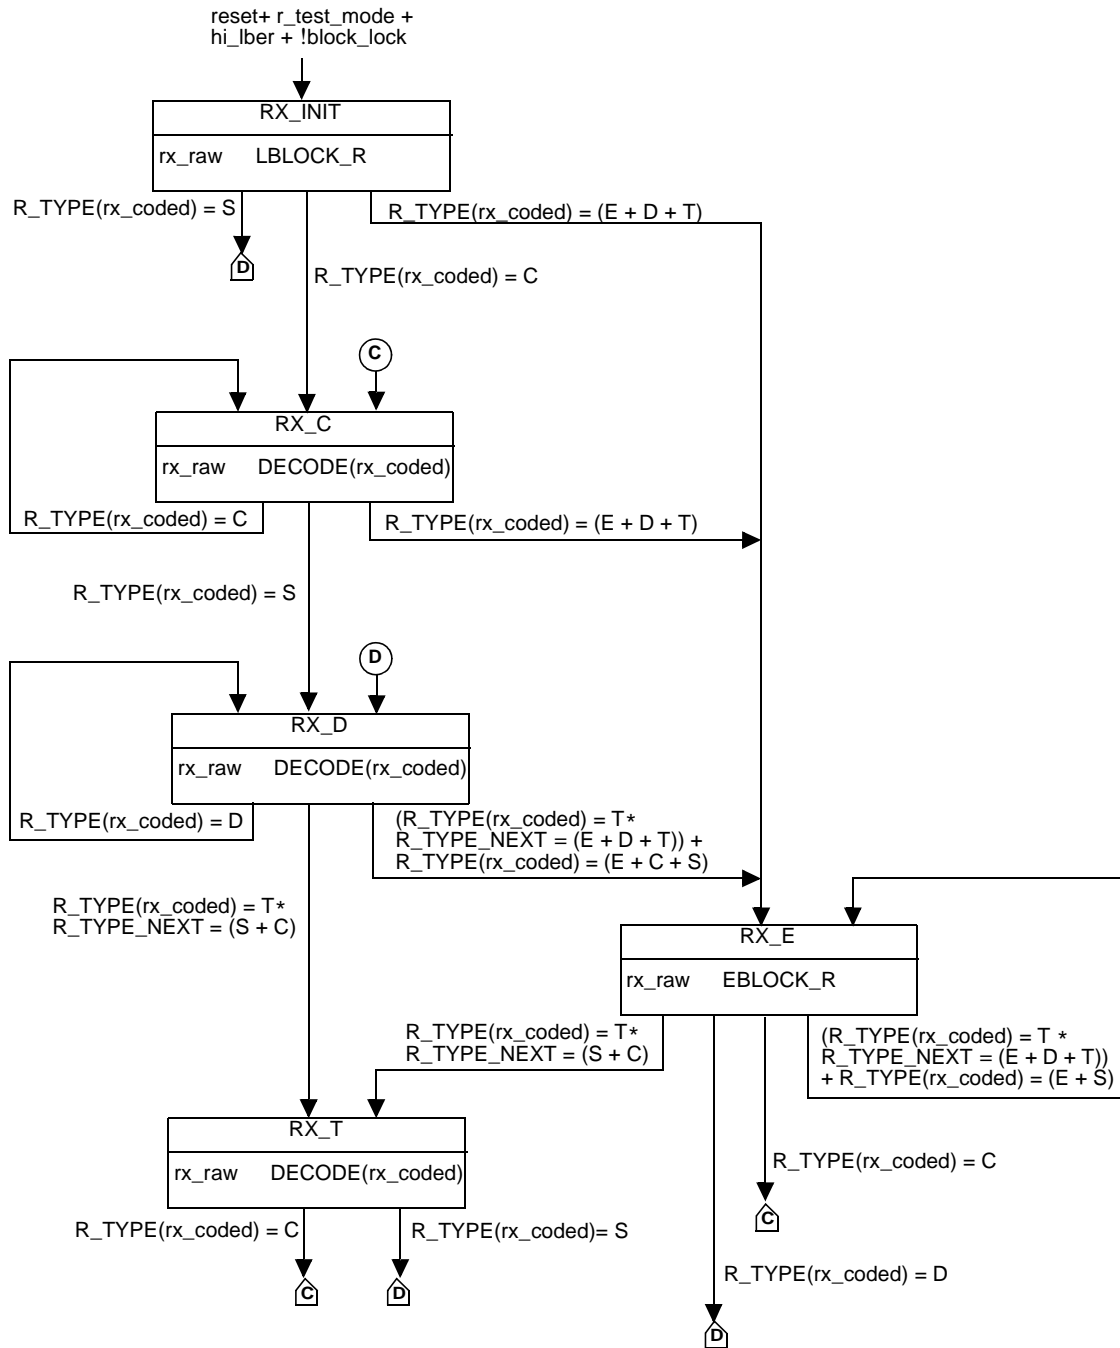 reset+ r_test_mode +
hi_lber + !block_lock
RX_INIT
rx_raw LBLOCK_R
R_TYPE(rx_coded) = S
R_TYPE(rx_coded) = (E + D + T)
D
R_TYPE(rx_coded) = C
C
RX_C
rx_raw DECODE(rx_coded)
R_TYPE(rx_coded) = C
R_TYPE(rx_coded) = (E + D + T)
R_TYPE(rx_coded) = S
D
RX_D
rx_raw DECODE(rx_coded)
R_TYPE(rx_coded) = D
(R_TYPE(rx_coded) = T*
R_TYPE_NEXT = (E + D + T)) +
R_TYPE(rx_coded) = (E + C + S)
R_TYPE(rx_coded) = T*
R_TYPE_NEXT = (S + C)
RX_E
rx_raw EBLOCK_R
R_TYPE(rx_coded) = T*
R_TYPE_NEXT = (S + C)
(R_TYPE(rx_coded) = T *
R_TYPE_NEXT = (E + D + T))
+ R_TYPE(rx_coded) = (E + S)
RX_T
rx_raw DECODE(rx_coded)
R_TYPE(rx_coded) = C
C
R_TYPE(rx_coded) = C
R_TYPE(rx_coded)= S
C
D
R_TYPE(rx_coded) = D
D